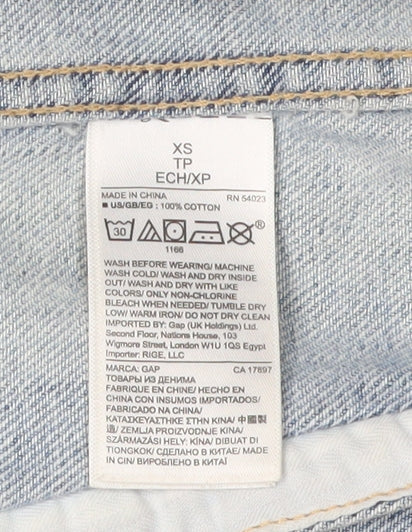 XS
TP
ECH/XP
MADE IN CHINA RN 54023
■ US/GB/EG : 100% COTTON
30 ®
1166
WASH BEFORE WEARING/ MACHINE
WASH COLD/ WASH AND DRY INSIDE
OUT/ WASH AND DRY WITH LIKE
COLORS/ ONLY NON-CHLORINE
BLEACH WHEN NEEDED/ TUMBLE DRY
LOW/ WARM IRON/ DO NOT DRY CLEAN
IMPORTED BY: Gap (UK Holdings) Ltd.
Second Floor, Nations House, 103
Wigmore Street, London W1U 1QS Egypt
Importer: RIGE, LLC
MARCA: GAP CA 17897
ТОВАРЫ ИЗ ДЕНИМА
FABRIQUE EN CHINE/ HECHO EN
CHINA CON INSUMOS IMPORTADOS/
FABRICADO NA CHINA/
ΚΑΤΑΣΚΕΥΑΣΤΗΚΕ ΣΤΗΝ ΚΙΝΑ/ 中國製
造/ ZEMLJA PROIZVODNJE KINA/
SZÁRMAZÁSI HELY: KÍNA/ DIBUAT DI
TIONGKOK/ СДЕЛАНО В КИТАЕ/ MADE
IN CIN/ ВИРОБЛЕНО В КИТАЇ